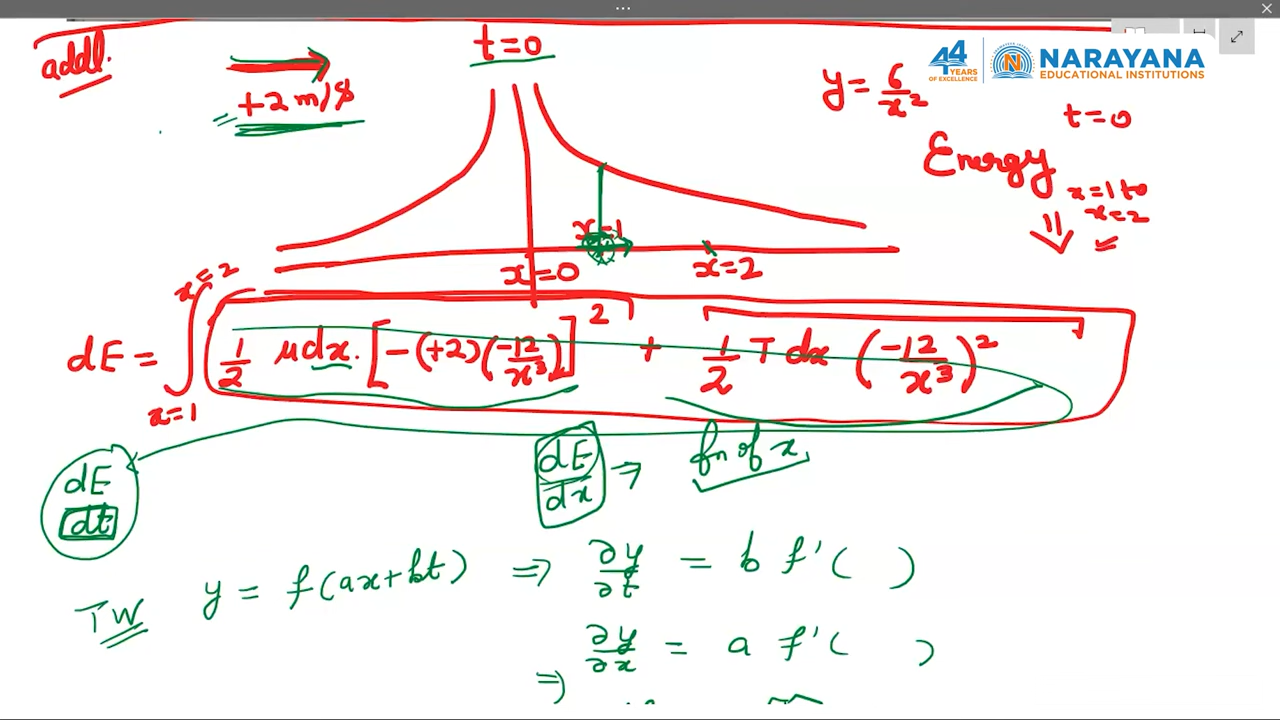 addl.
+2 m/s
t=0
44 YEARS OF EXCELLENCE
NARAYANA
EDUCATIONAL INSTITUTIONS
y = 6/x²
t=0
Energy
x=1 to
x=2
x=1
x=0
x=2
dE = ∫_{x=1}^{x=2} 1/2 μdx. [-(+2)(-12/x³)]² + 1/2 T dx (-12/x³)²
dE/dt
dE/dx ⇒ fn of x
TW y = f(ax+bt) ⇒ ∂y/∂t = b f'( )
∂y/∂x = a f'( )
⇒